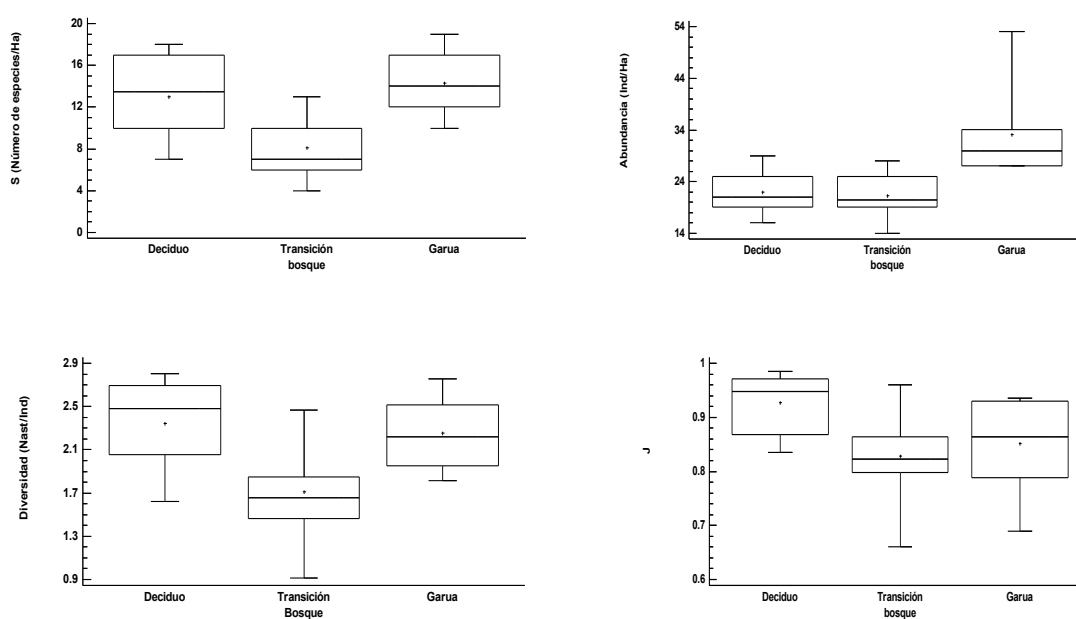 S (Número de especies/Ha)
20
16
12
8
4
0
Deciduo Transición Garua
bosque
Abundancia (Ind/Ha)
54
44
34
24
14
Deciduo Transición Garua
bosque
Diversidad (Nast/Ind)
2.9
2.5
2.1
1.7
1.3
0.9
Deciduo Transición Garua
Bosque
J
1
0.9
0.8
0.7
0.6
Deciduo Transición Garua
bosque